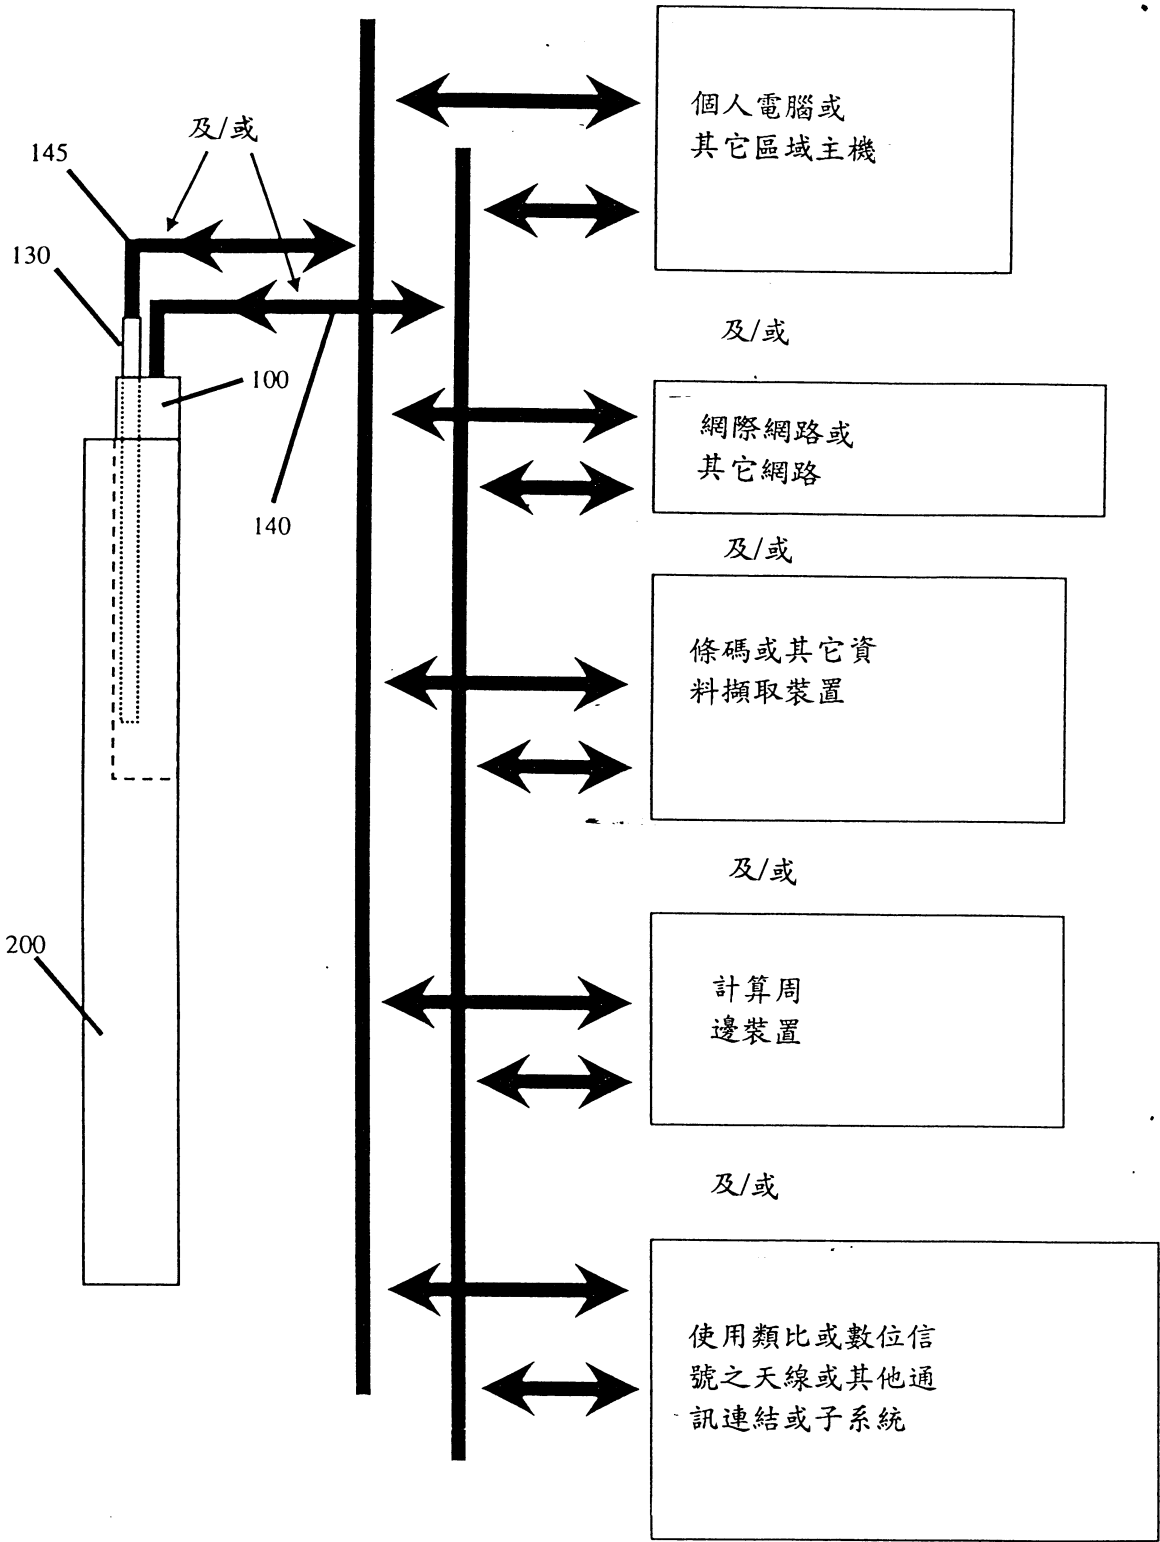 個人電腦或
其它區域主機
及/或
145
130
及/或
100
網際網路或
其它網路
140
及/或
條碼或其它資
料擷取裝置
及/或
200
計算周
邊裝置
及/或
使用類比或數位信
號之天線或其他通
訊連結或子系統